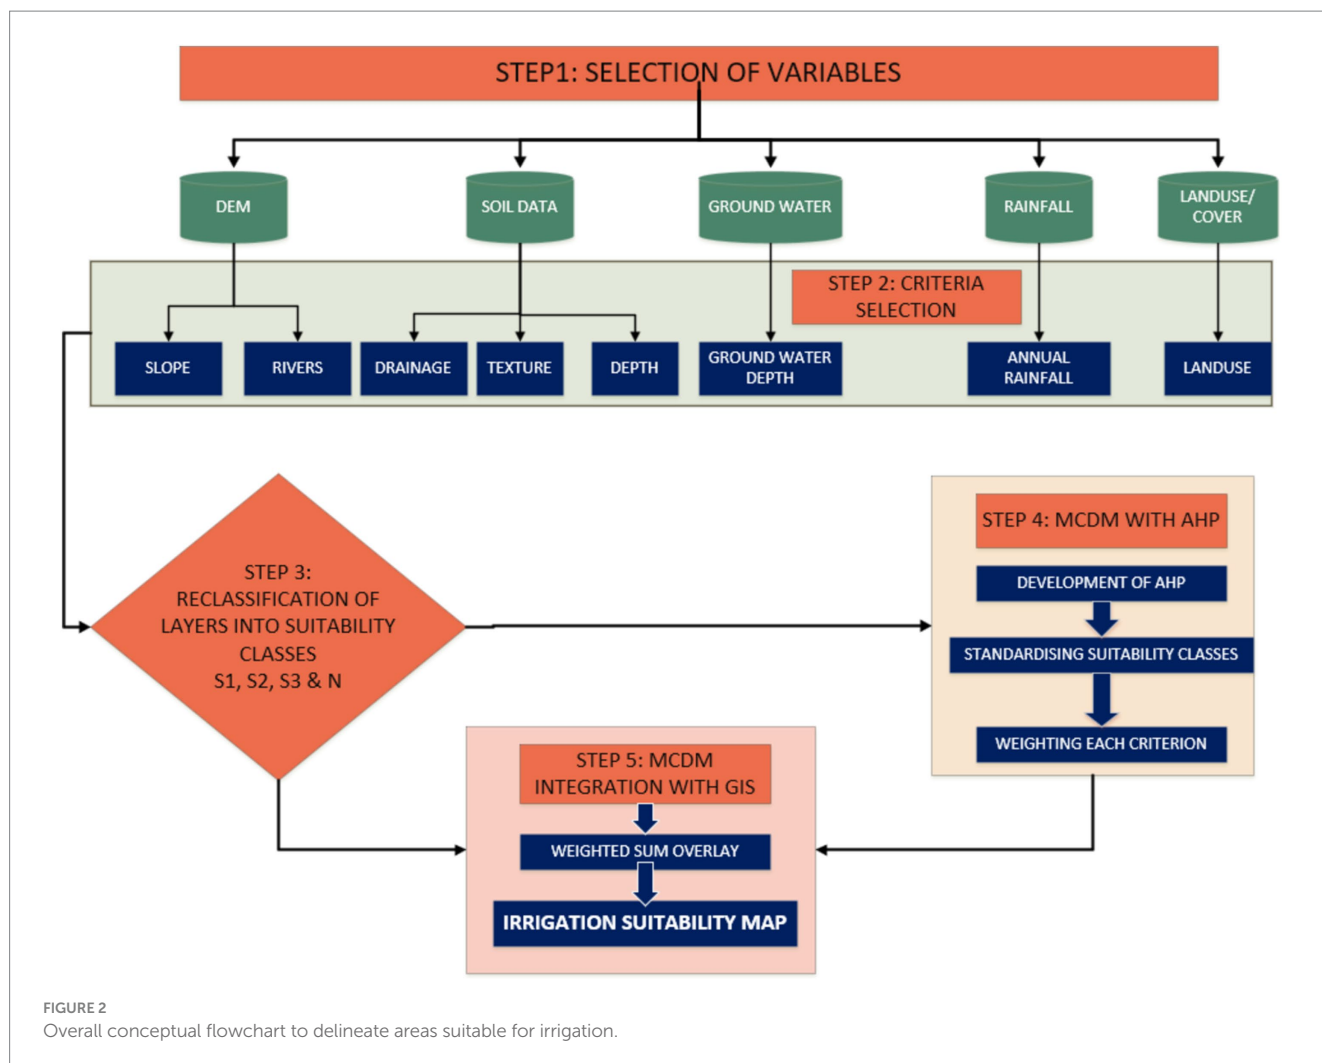 STEP1: SELECTION OF VARIABLES
DEM
SOIL DATA
GROUND WATER
RAINFALL
LANDUSE/
COVER
STEP 2: CRITERIA
SELECTION
SLOPE
RIVERS
DRAINAGE
TEXTURE
DEPTH
GROUND WATER
DEPTH
ANNUAL
RAINFALL
LANDUSE
STEP 3:
RECLASSIFICATION OF
LAYERS INTO SUITABILITY
CLASSES
S1, S2, S3 & N
STEP 4: MCDM WITH AHP
DEVELOPMENT OF AHP
STANDARDISING SUITABILITY CLASSES
WEIGHTING EACH CRITERION
STEP 5: MCDM
INTEGRATION WITH GIS
WEIGHTED SUM OVERLAY
IRRIGATION SUITABILITY MAP
FIGURE 2
Overall conceptual flowchart to delineate areas suitable for irrigation.